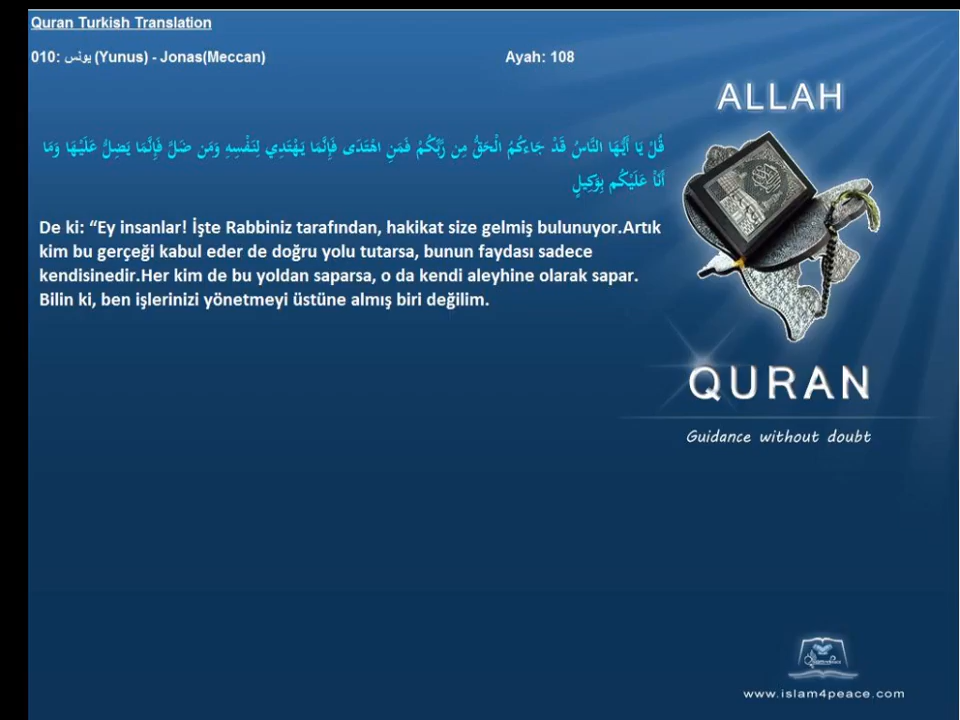 Quran Turkish Translation
010: يونس (Yunus) - Jonas(Meccan) Ayah: 108
ALLAH
قُلْ يَا أَيُّهَا النَّاسُ قَدْ جَاءَكُمُ الْحَقُّ مِن رَّبِّكُمْ فَمَنِ اهْتَدَى فَإِنَّمَا يَهْتَدِي لِنَفْسِهِ وَمَن ضَلَّ فَإِنَّمَا يَضِلُّ عَلَيْهَا وَمَا
أَنَاْ عَلَيْكُم بِوَكِيلٍ
De ki: “Ey insanlar! İşte Rabbiniz tarafından, hakikat size gelmiş bulunuyor.Artık
kim bu gerçeği kabul eder de doğru yolu tutarsa, bunun faydası sadece
kendisinedir.Her kim de bu yoldan saparsa, o da kendi aleyhine olarak sapar.
Bilin ki, ben işlerinizi yönetmeyi üstüne almış biri değilim.
QURAN
Guidance without doubt
www.islam4peace.com